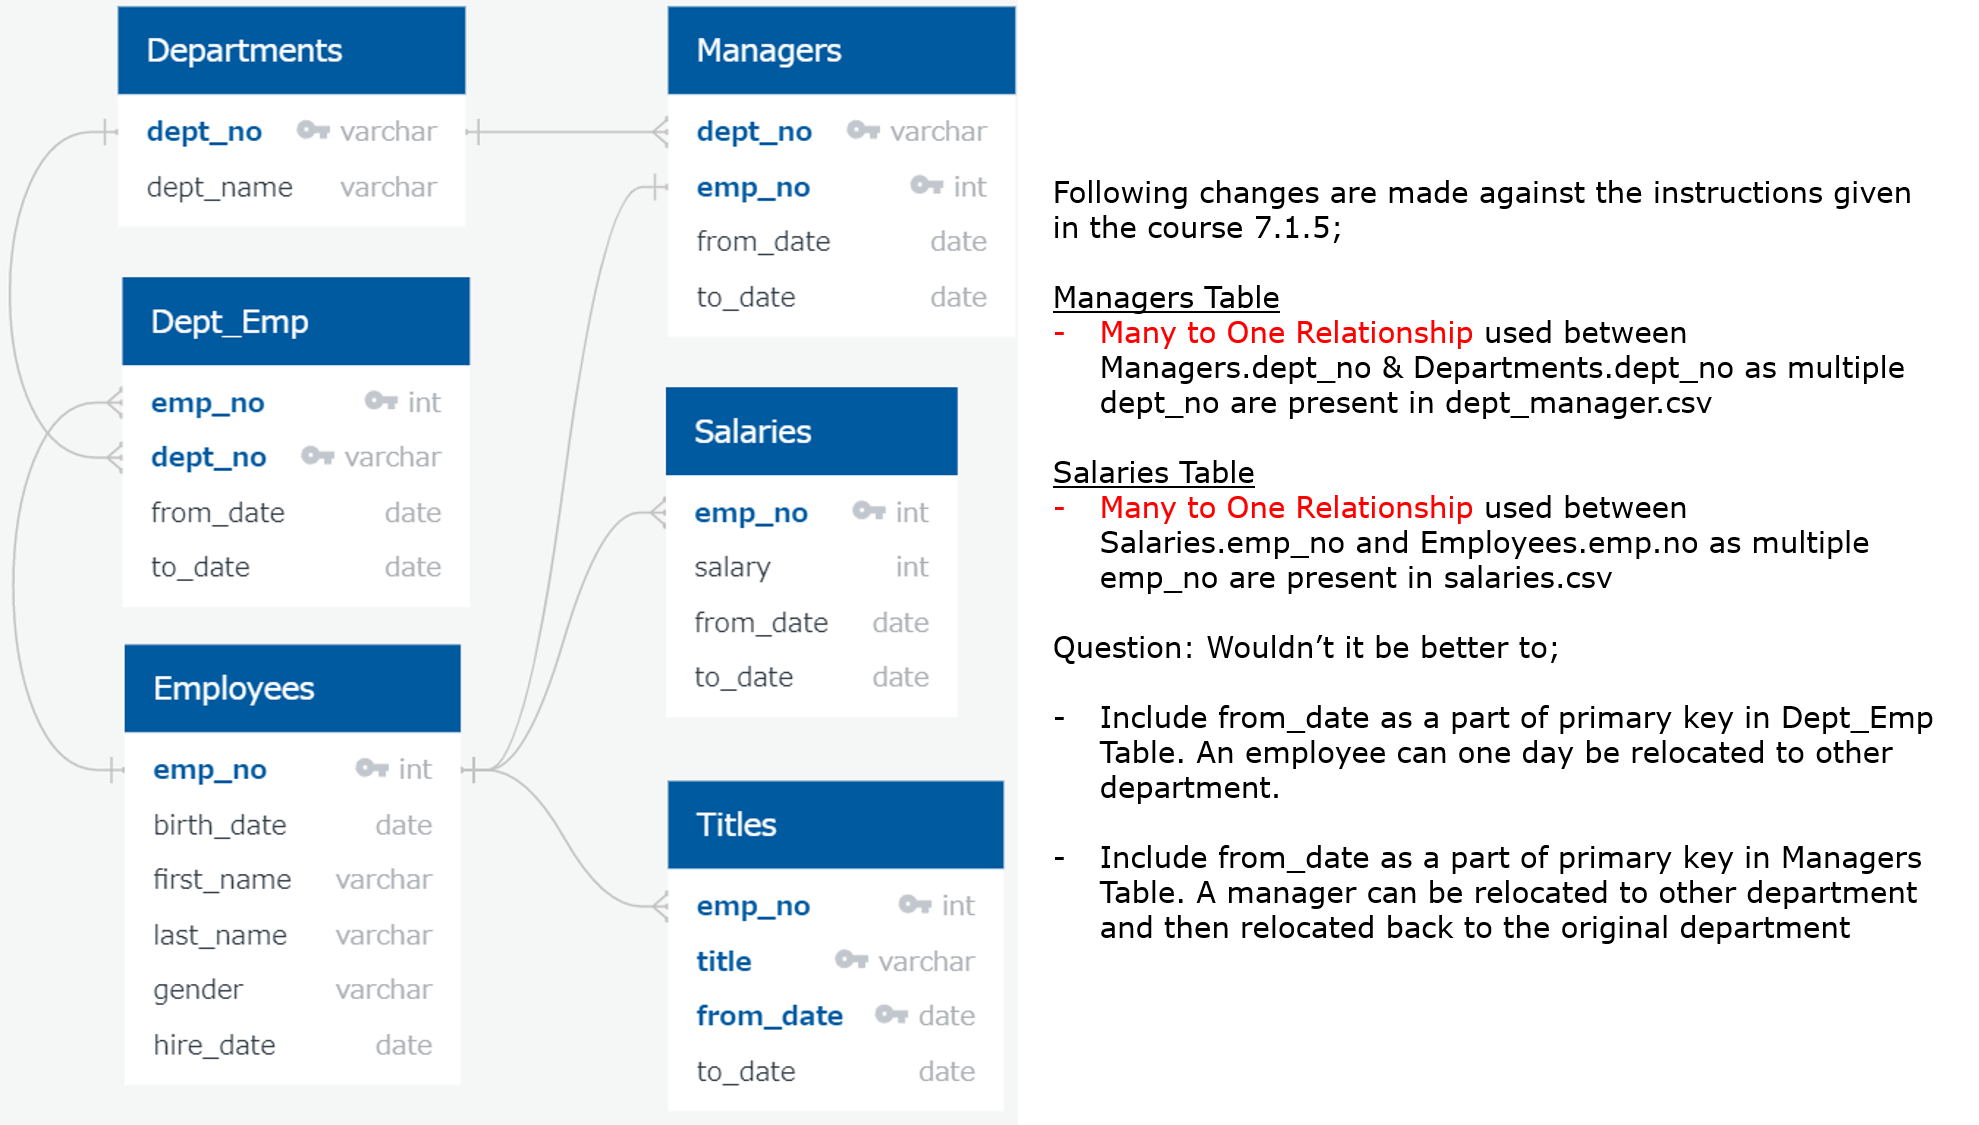 Departments
dept_no varchar
dept_name varchar
Dept_Emp
emp_no int
dept_no varchar
from_date date
to_date date
Employees
emp_no int
birth_date date
first_name varchar
last_name varchar
gender varchar
hire_date date
Managers
dept_no varchar
emp_no int
from_date date
to_date date
Salaries
emp_no int
salary int
from_date date
to_date date
Titles
emp_no int
title varchar
from_date date
to_date date
Following changes are made against the instructions given
in the course 7.1.5;
Managers Table
- Many to One Relationship used between
Managers.dept_no & Departments.dept_no as multiple
dept_no are present in dept_manager.csv
Salaries Table
- Many to One Relationship used between
Salaries.emp_no and Employees.emp.no as multiple
emp_no are present in salaries.csv
Question: Wouldn’t it be better to;
- Include from_date as a part of primary key in Dept_Emp
Table. An employee can one day be relocated to other
department.
- Include from_date as a part of primary key in Managers
Table. A manager can be relocated to other department
and then relocated back to the original department